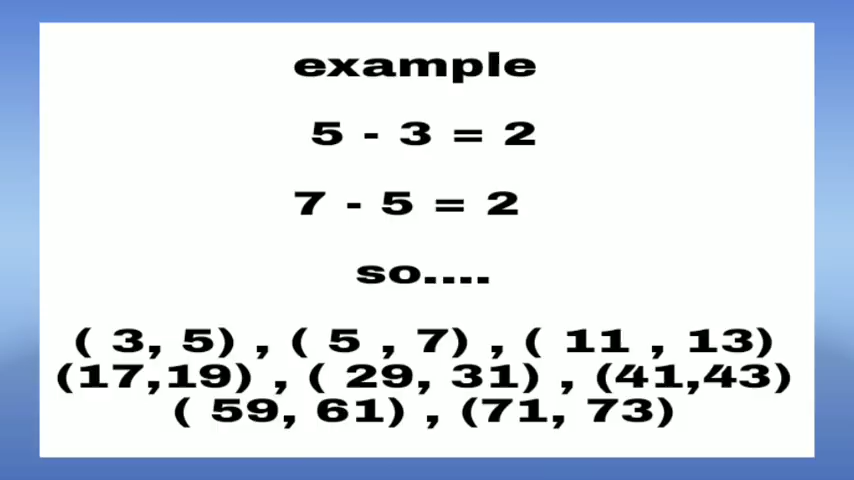 example
5 - 3 = 2
7 - 5 = 2
so....
( 3, 5) , ( 5 , 7) , ( 11 , 13)
(17,19) , ( 29, 31) , (41,43)
( 59, 61) , (71, 73)